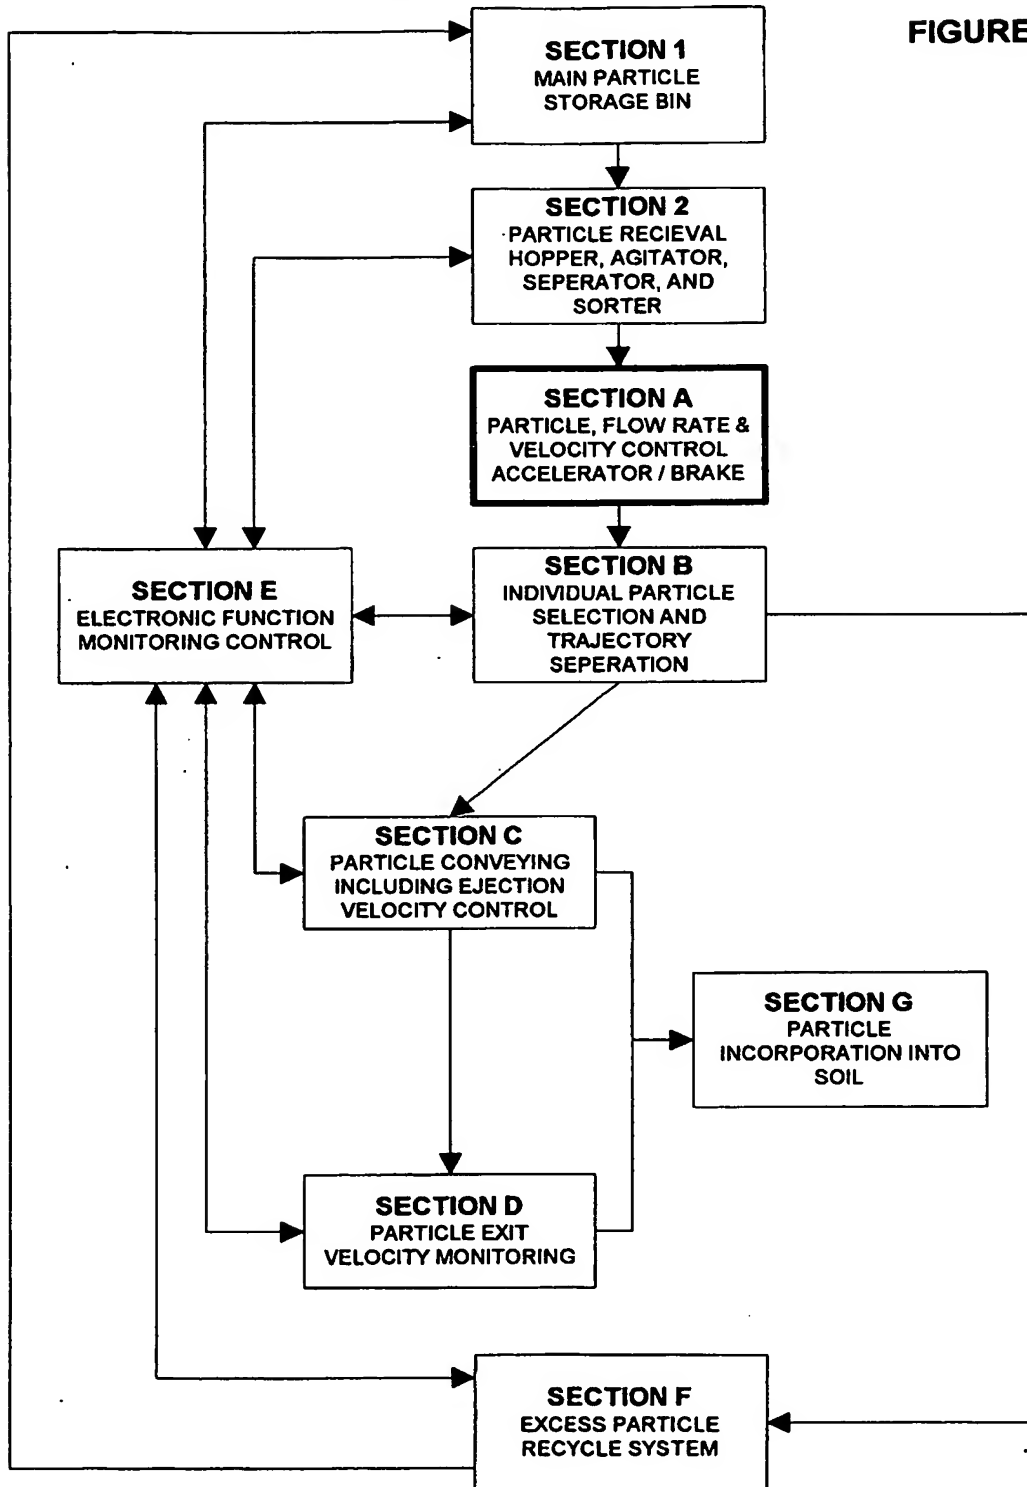 FIGURE
SECTION 1
MAIN PARTICLE
STORAGE BIN
SECTION 2
PARTICLE RECIEVAL
HOPPER, AGITATOR,
SEPERATOR, AND
SORTER
SECTION A
PARTICLE, FLOW RATE &
VELOCITY CONTROL
ACCELERATOR / BRAKE
SECTION B
INDIVIDUAL PARTICLE
SELECTION AND
TRAJECTORY
SEPERATION
SECTION E
ELECTRONIC FUNCTION
MONITORING CONTROL
SECTION C
PARTICLE CONVEYING
INCLUDING EJECTION
VELOCITY CONTROL
SECTION G
PARTICLE
INCORPORATION INTO
SOIL
SECTION D
PARTICLE EXIT
VELOCITY MONITORING
SECTION F
EXCESS PARTICLE
RECYCLE SYSTEM